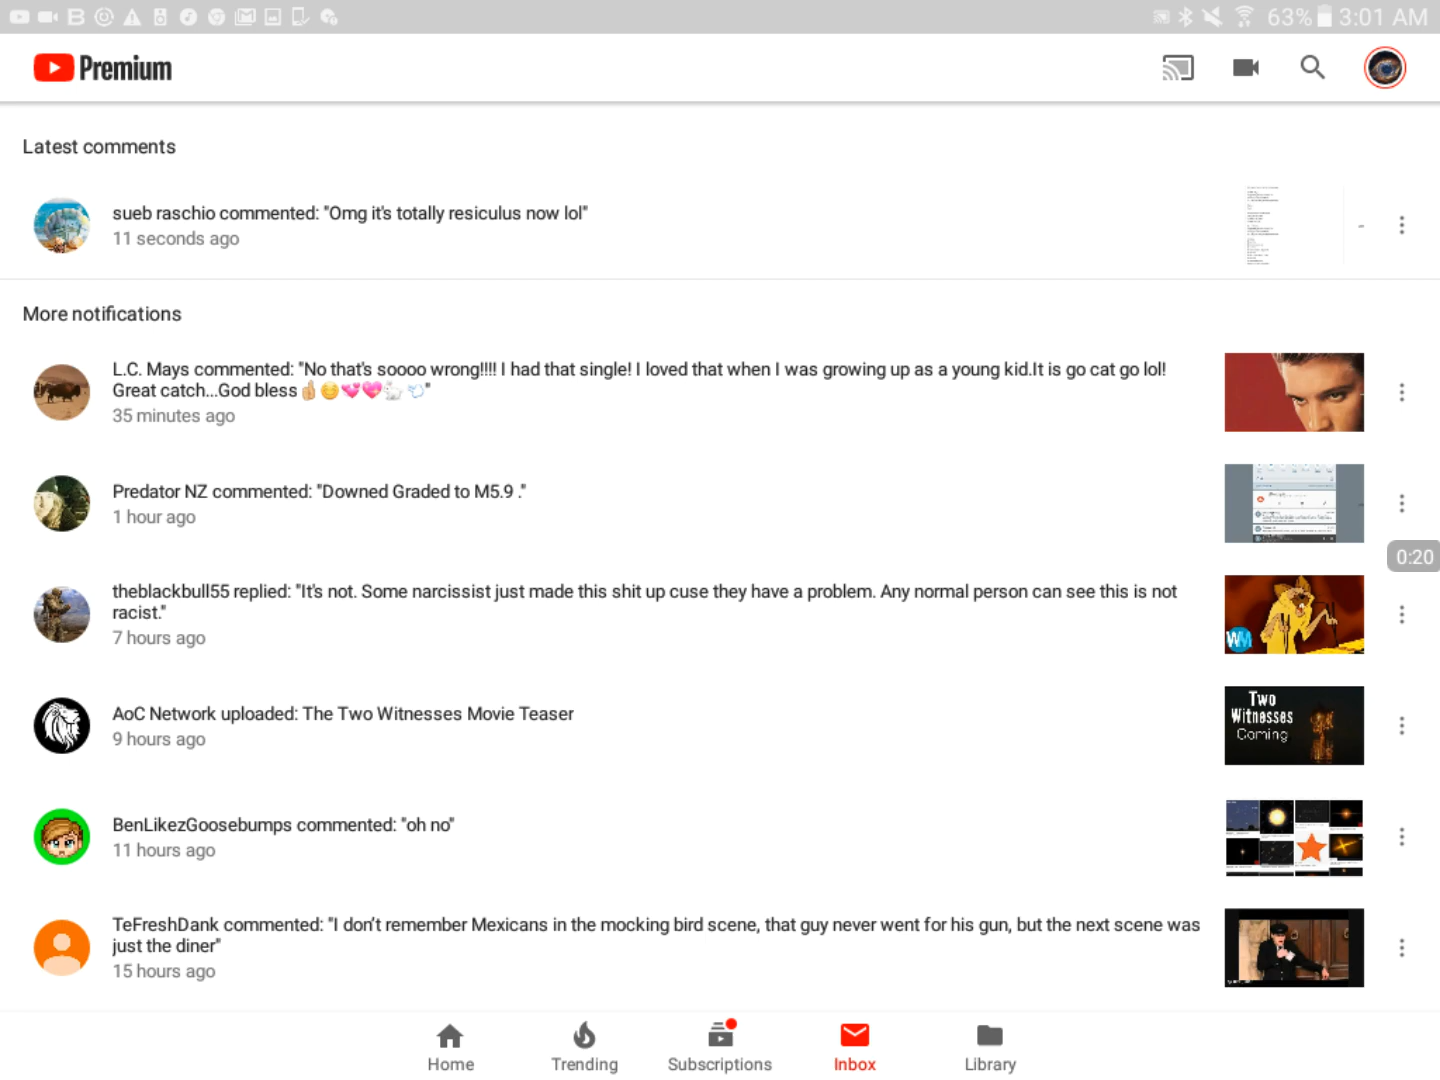 63% 3:01 AM
Premium
Latest comments
sueb raschio commented: "Omg it's totally resiculus now lol"
11 seconds ago
More notifications
L.C. Mays commented: "No that's soooo wrong!!!! I had that single! I loved that when I was growing up as a young kid.It is go cat go lol!
Great catch...God bless☝🏼😊💕💖🐇🕊"
35 minutes ago
Predator NZ commented: "Downed Graded to M5.9 ."
1 hour ago
0:20
theblackbull55 replied: "It's not. Some narcissist just made this shit up cuse they have a problem. Any normal person can see this is not
racist."
7 hours ago
WM
AoC Network uploaded: The Two Witnesses Movie Teaser
9 hours ago
Two
Witnesses
Coming
BenLikezGoosebumps commented: "oh no"
11 hours ago
TeFreshDank commented: "I don’t remember Mexicans in the mocking bird scene, that guy never went for his gun, but the next scene was
just the diner"
15 hours ago
Home
Trending
Subscriptions
Inbox
Library